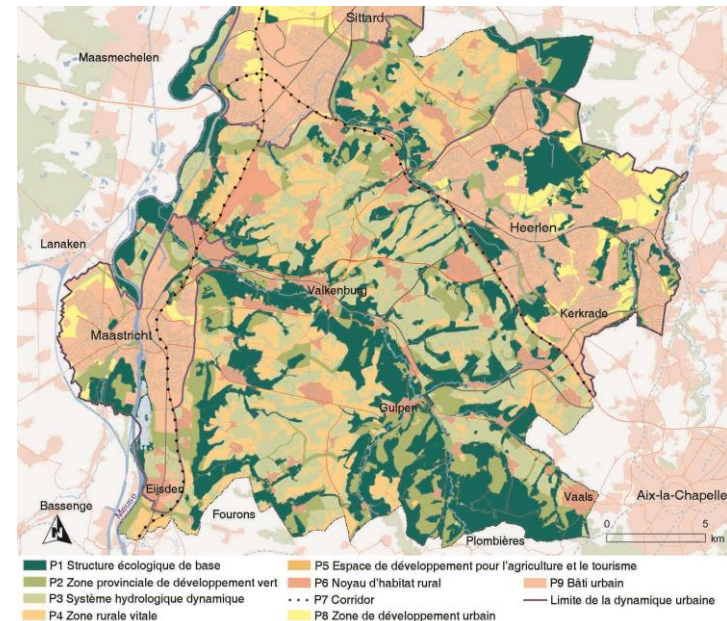 Sittard
Maasmechelen
Heerlen
Lanaken
Valkenburg
Kerkrade
Maastricht
Gulpen
Eijsden
Vaals
Aix-la-Chapelle
Bassenge
Meuse
Fourons
Plombières
N
0 5
km
P1 Structure écologique de base
P2 Zone provinciale de développement vert
P3 Système hydrologique dynamique
P4 Zone rurale vitale
P5 Espace de développement pour l'agriculture et le tourisme
P6 Noyau d'habitat rural
P7 Corridor
P8 Zone de développement urbain
P9 Bâti urbain
Limite de la dynamique urbaine